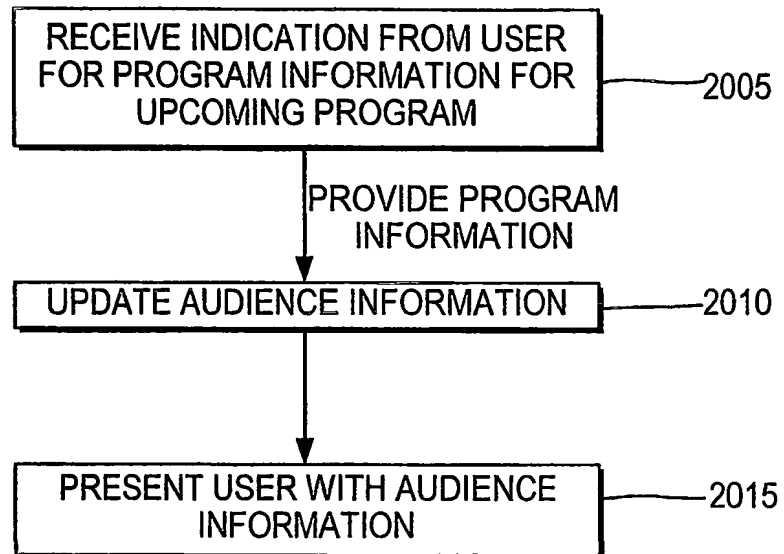 RECEIVE INDICATION FROM USER
FOR PROGRAM INFORMATION FOR
UPCOMING PROGRAM
2005
PROVIDE PROGRAM
INFORMATION
UPDATE AUDIENCE INFORMATION
2010
PRESENT USER WITH AUDIENCE
INFORMATION
2015